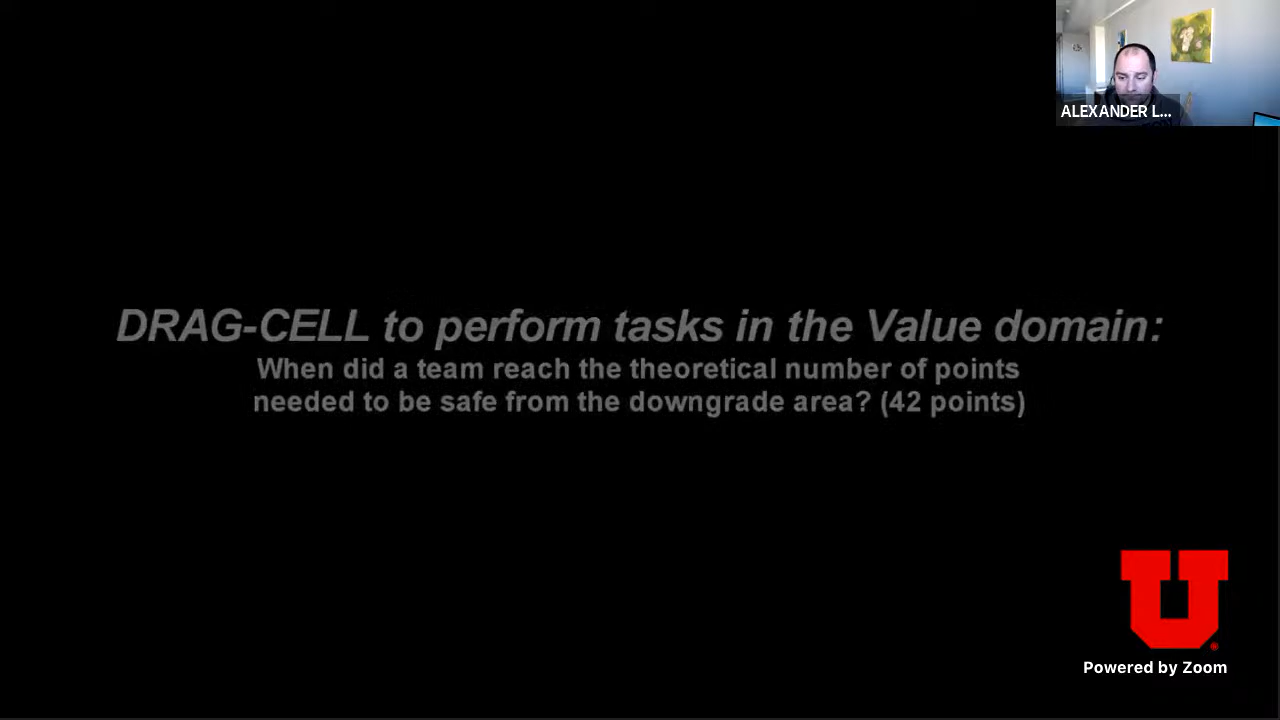 ALEXANDER L...
DRAG-CELL to perform tasks in the Value domain:
When did a team reach the theoretical number of points
needed to be safe from the downgrade area? (42 points)
U
®
Powered by Zoom